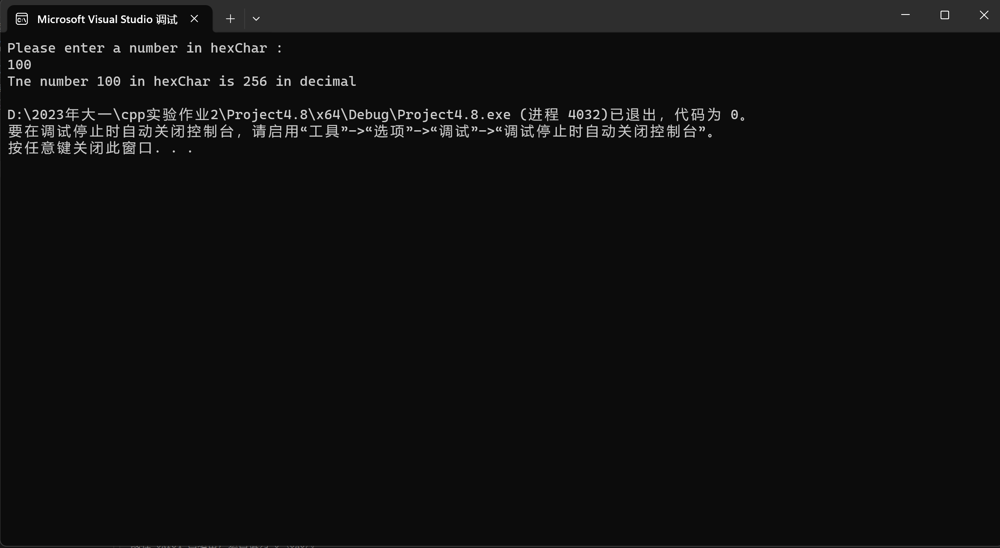 Microsoft Visual Studio 调试
Please enter a number in hexChar :
100
Tne number 100 in hexChar is 256 in decimal
D:\2023年大一\cpp实验作业2\Project4.8\x64\Debug\Project4.8.exe (进程 4032)已退出，代码为 0。
要在调试停止时自动关闭控制台，请启用“工具”->“选项”->“调试”->“调试停止时自动关闭控制台”。
按任意键关闭此窗口. . .